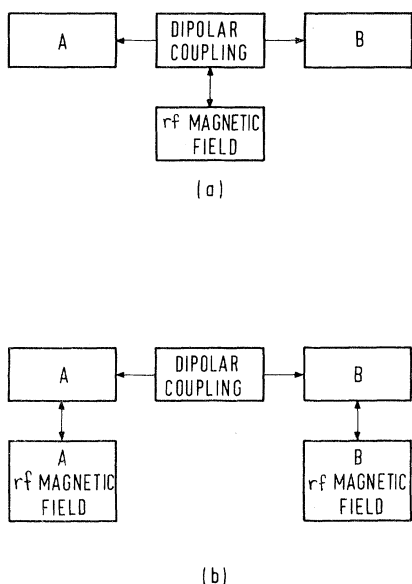 A
DIPOLAR
COUPLING
B
rf MAGNETIC
FIELD
(a)
A
DIPOLAR
COUPLING
B
A
rf MAGNETIC
FIELD
B
rf MAGNETIC
FIELD
(b)